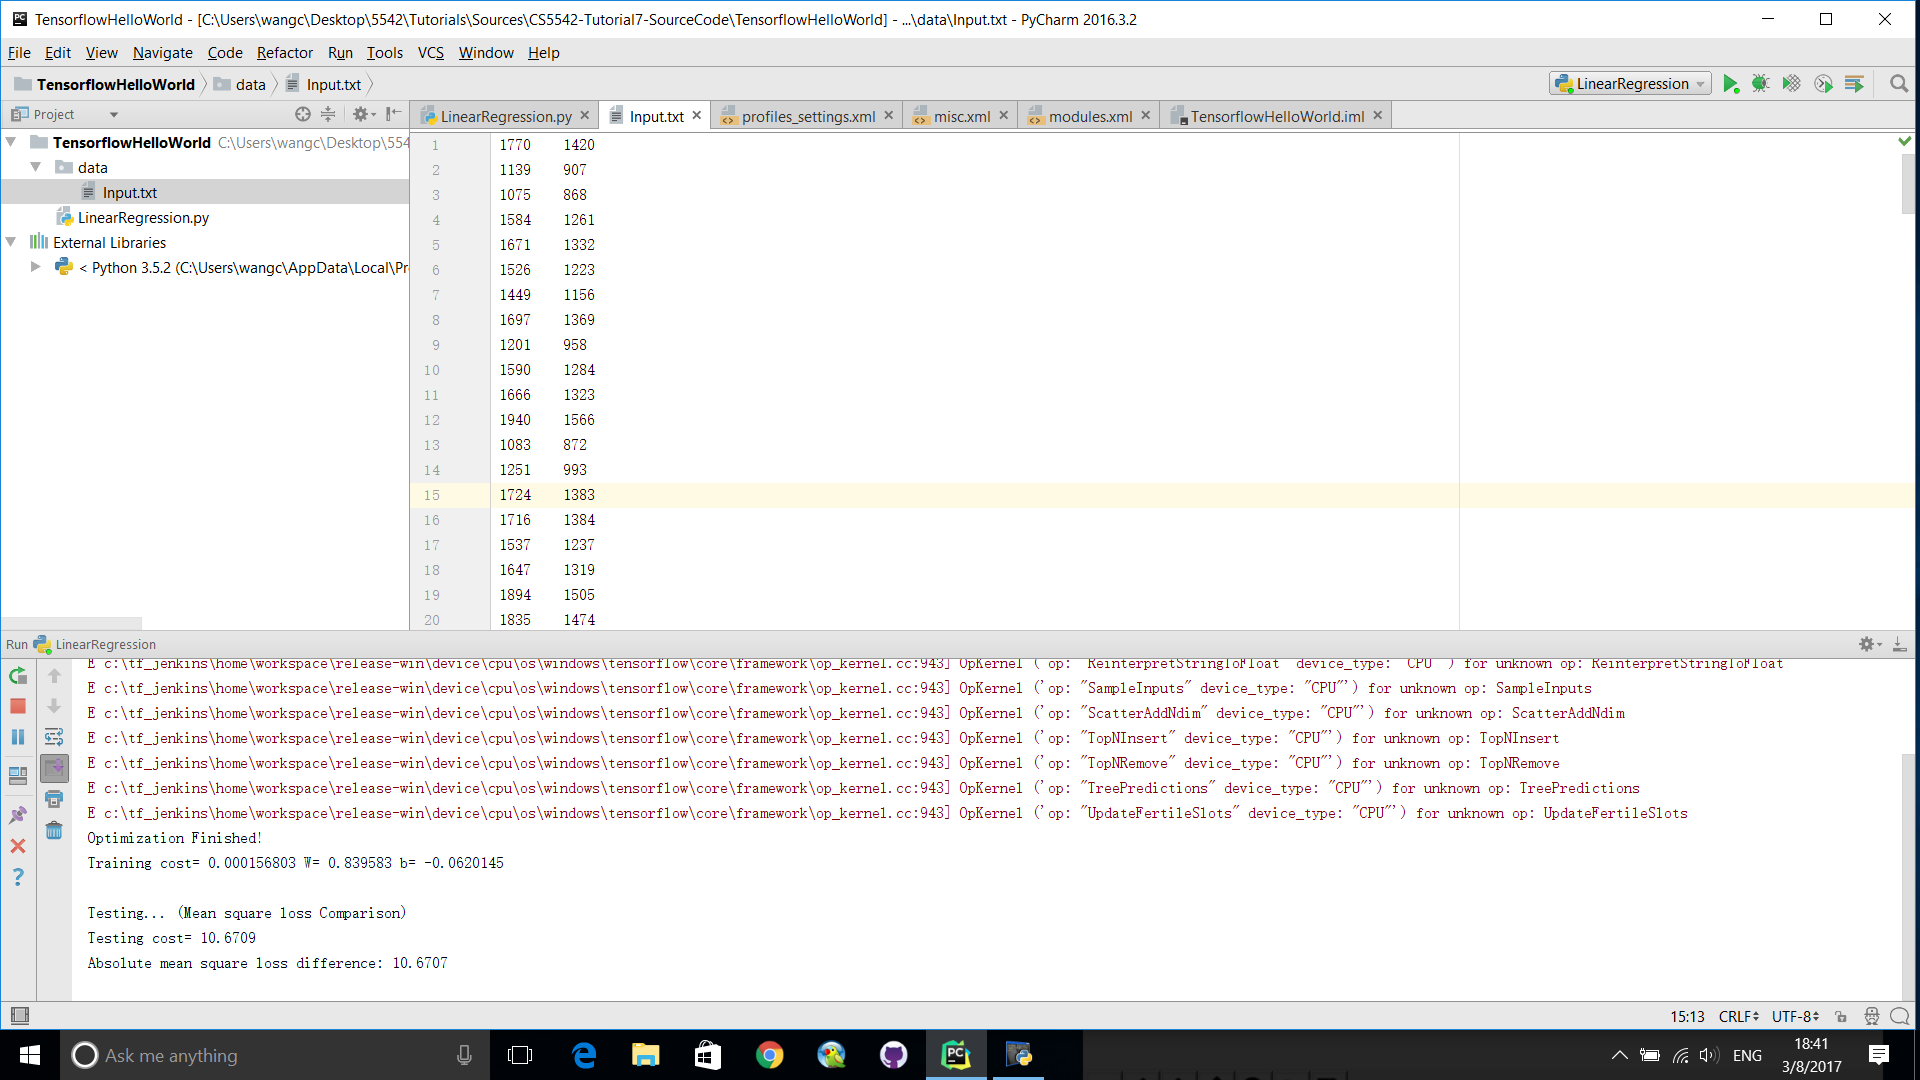 TensorflowHelloWorld - [C:\Users\wangc\Desktop\5542\Tutorials\Sources\CS5542-Tutorial7-SourceCode\TensorflowHelloWorld] - ...\data\Input.txt - PyCharm 2016.3.2
File Edit View Navigate Code Refactor Run Tools VCS Window Help
TensorflowHelloWorld data Input.txt
LinearRegression
Project
LinearRegression.py Input.txt profiles_settings.xml misc.xml modules.xml TensorflowHelloWorld.iml
TensorflowHelloWorld C:\Users\wangc\Desktop\554
data
Input.txt
LinearRegression.py
External Libraries
< Python 3.5.2 (C:\Users\wangc\AppData\Local\Pr
1 1770 1420
2 1139 907
3 1075 868
4 1584 1261
5 1671 1332
6 1526 1223
7 1449 1156
8 1697 1369
9 1201 958
10 1590 1284
11 1666 1323
12 1940 1566
13 1083 872
14 1251 993
15 1724 1383
16 1716 1384
17 1537 1237
18 1647 1319
19 1894 1505
20 1835 1474
Run LinearRegression
E c:\tf_jenkins\home\workspace\release-win\device\cpu\os\windows\tensorflow\core\framework\op_kernel.cc:943] OpKernel ('op: "ReinterpretStringToFloat" device_type: "CPU"') for unknown op: ReinterpretStringToFloat
E c:\tf_jenkins\home\workspace\release-win\device\cpu\os\windows\tensorflow\core\framework\op_kernel.cc:943] OpKernel ('op: "SampleInputs" device_type: "CPU"') for unknown op: SampleInputs
E c:\tf_jenkins\home\workspace\release-win\device\cpu\os\windows\tensorflow\core\framework\op_kernel.cc:943] OpKernel ('op: "ScatterAddNdim" device_type: "CPU"') for unknown op: ScatterAddNdim
E c:\tf_jenkins\home\workspace\release-win\device\cpu\os\windows\tensorflow\core\framework\op_kernel.cc:943] OpKernel ('op: "TopNInsert" device_type: "CPU"') for unknown op: TopNInsert
E c:\tf_jenkins\home\workspace\release-win\device\cpu\os\windows\tensorflow\core\framework\op_kernel.cc:943] OpKernel ('op: "TopNRemove" device_type: "CPU"') for unknown op: TopNRemove
E c:\tf_jenkins\home\workspace\release-win\device\cpu\os\windows\tensorflow\core\framework\op_kernel.cc:943] OpKernel ('op: "TreePredictions" device_type: "CPU"') for unknown op: TreePredictions
E c:\tf_jenkins\home\workspace\release-win\device\cpu\os\windows\tensorflow\core\framework\op_kernel.cc:943] OpKernel ('op: "UpdateFertileSlots" device_type: "CPU"') for unknown op: UpdateFertileSlots
Optimization Finished!
Training cost= 0.000156803 W= 0.839583 b= -0.0620145
Testing... (Mean square loss Comparison)
Testing cost= 10.6709
Absolute mean square loss difference: 10.6707
15:13 CRLF UTF-8
Ask me anything
ENG
18:41
3/8/2017